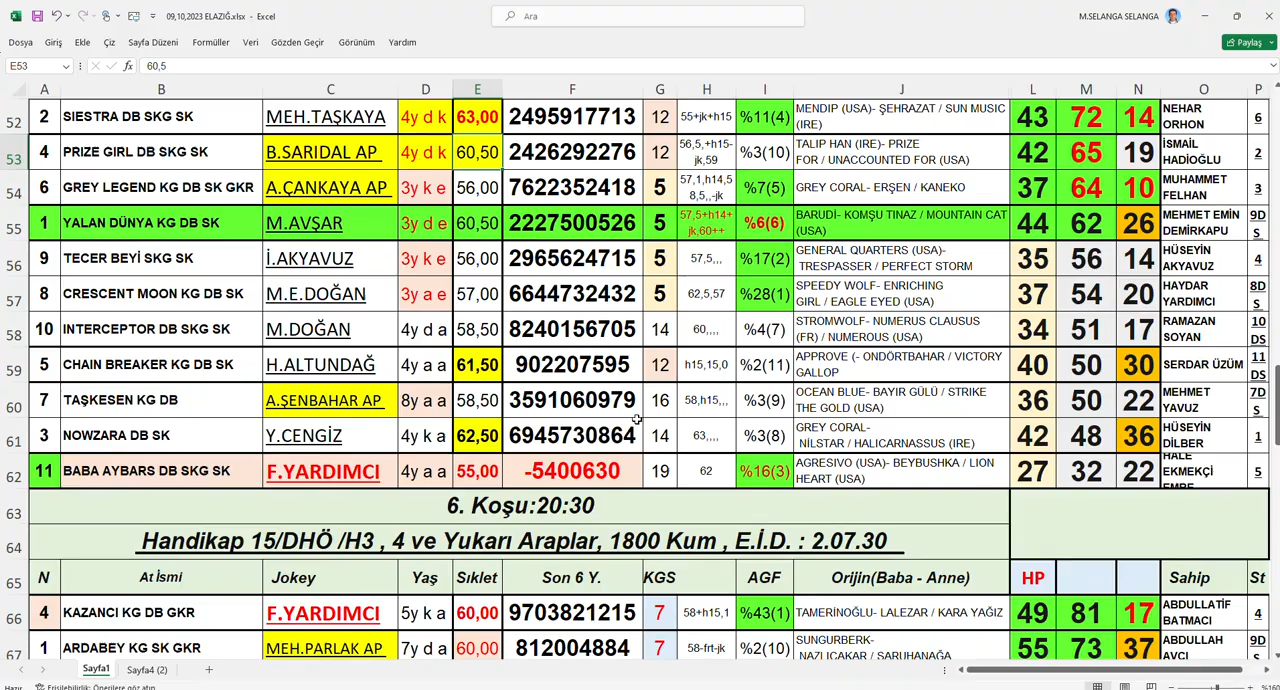 09,10,2023 ELAZIĞ.xlsx - Excel
Ara
M.SELANGA SELANGA
Dosya Giriş Ekle Çiz Sayfa Düzeni Formüller Veri Gözden Geçir Görünüm Yardım
Paylaş
E53 fx 60,5
A B C D E F G H I J L M N O P
52 2 SIESTRA DB SKG SK MEH.TAŞKAYA 4y d k 63,00 2495917713 12 55+jk+h15 %11(4) MENDIP (USA)- ŞEHRAZAT / SUN MUSIC (IRE) 43 72 14 NEHAR ORHON 6
53 4 PRIZE GIRL DB SKG SK B.SARIDAL AP 4y d k 60,50 2426292276 12 56,5,+h15-jk,59 %3(10) TALIP HAN (IRE)- PRIZE FOR / UNACCOUNTED FOR (USA) 42 65 19 İSMAİL HADİOĞLU 2
54 6 GREY LEGEND KG DB SK GKR A.ÇANKAYA AP 3y k e 56,00 7622352418 5 57,1,h14,5 8,5,,-jk %7(5) GREY CORAL- ERŞEN / KANEKO 37 64 10 MUHAMMET FELHAN 3
55 1 YALAN DÜNYA KG DB SK M.AVŞAR 3y d e 60,50 2227500526 5 57,5+h14+ jk,60++ %6(6) BARUDİ- KOMŞU TINAZ / MOUNTAIN CAT (USA) 44 62 26 MEHMET EMİN DEMİRKAPU 9D S
56 9 TECER BEYİ SKG SK İ.AKYAVUZ 3y k e 56,00 2965624715 5 57,5,,, %17(2) GENERAL QUARTERS (USA)- TRESPASSER / PERFECT STORM 35 56 14 HÜSEYİN AKYAVUZ 4
57 8 CRESCENT MOON KG DB SK M.E.DOĞAN 3y a e 57,00 6644732432 5 62,5,57 %28(1) SPEEDY WOLF- ENRICHING GIRL / EAGLE EYED (USA) 37 54 20 HAYDAR YARDIMCI 8D S
58 10 INTERCEPTOR DB SKG SK M.DOĞAN 4y d a 58,50 8240156705 14 60,,,, %4(7) STROMWOLF- NUMERUS CLAUSUS (FR) / NUMEROUS (USA) 34 51 17 RAMAZAN SOYAN 10 DS
59 5 CHAIN BREAKER KG DB SK H.ALTUNDAĞ 4y a a 61,50 902207595 12 h15,15,0 %2(11) APPROVE (- ONDÖRTBAHAR / VICTORY GALLOP 40 50 30 SERDAR ÜZÜM 11 DS
60 7 TAŞKESEN KG DB A.ŞENBAHAR AP 8y a a 58,50 3591060979 16 58,h15,,, %3(9) OCEAN BLUE- BAYIR GÜLÜ / STRIKE THE GOLD (USA) 36 50 22 MEHMET YAVUZ 7D S
61 3 NOWZARA DB SK Y.CENGİZ 4y k a 62,50 6945730864 14 63,,,, %3(8) GREY CORAL- NİLSTAR / HALICARNASSUS (IRE) 42 48 36 HÜSEYİN DİLBER 1
62 11 BABA AYBARS DB SKG SK F.YARDIMCI 4y a a 55,00 -5400630 19 62 %16(3) AGRESIVO (USA)- BEYBUSHKA / LION HEART (USA) 27 32 22 HALE EKMEKÇİ EMRE 5
63 6. Koşu:20:30
64 Handikap 15/DHÖ /H3 , 4 ve Yukarı Araplar, 1800 Kum , E.İ.D. : 2.07.30
65 N At İsmi Jokey Yaş Sıklet Son 6 Y. KGS AGF Orijin(Baba - Anne) HP Sahip St
66 4 KAZANCI KG DB GKR F.YARDIMCI 5y k a 60,00 9703821215 7 58+h15,1 %43(1) TAMERİNOĞLU- LALEZAR / KARA YAĞIZ 49 81 17 ABDULLATİF BATMACI 4
67 1 ARDABEY KG SK GKR MEH.PARLAK AP 7y d a 60,00 812004884 7 58-frt-jk %2(10) SUNGURBERK- NAZLICAKAR / SARUHANAĞA 55 73 37 ABDULLAH AVCI 9D S
Sayfa1 Sayfa4 (2)
Hazır Erişilebilirlik: Önerilere göz atın %160